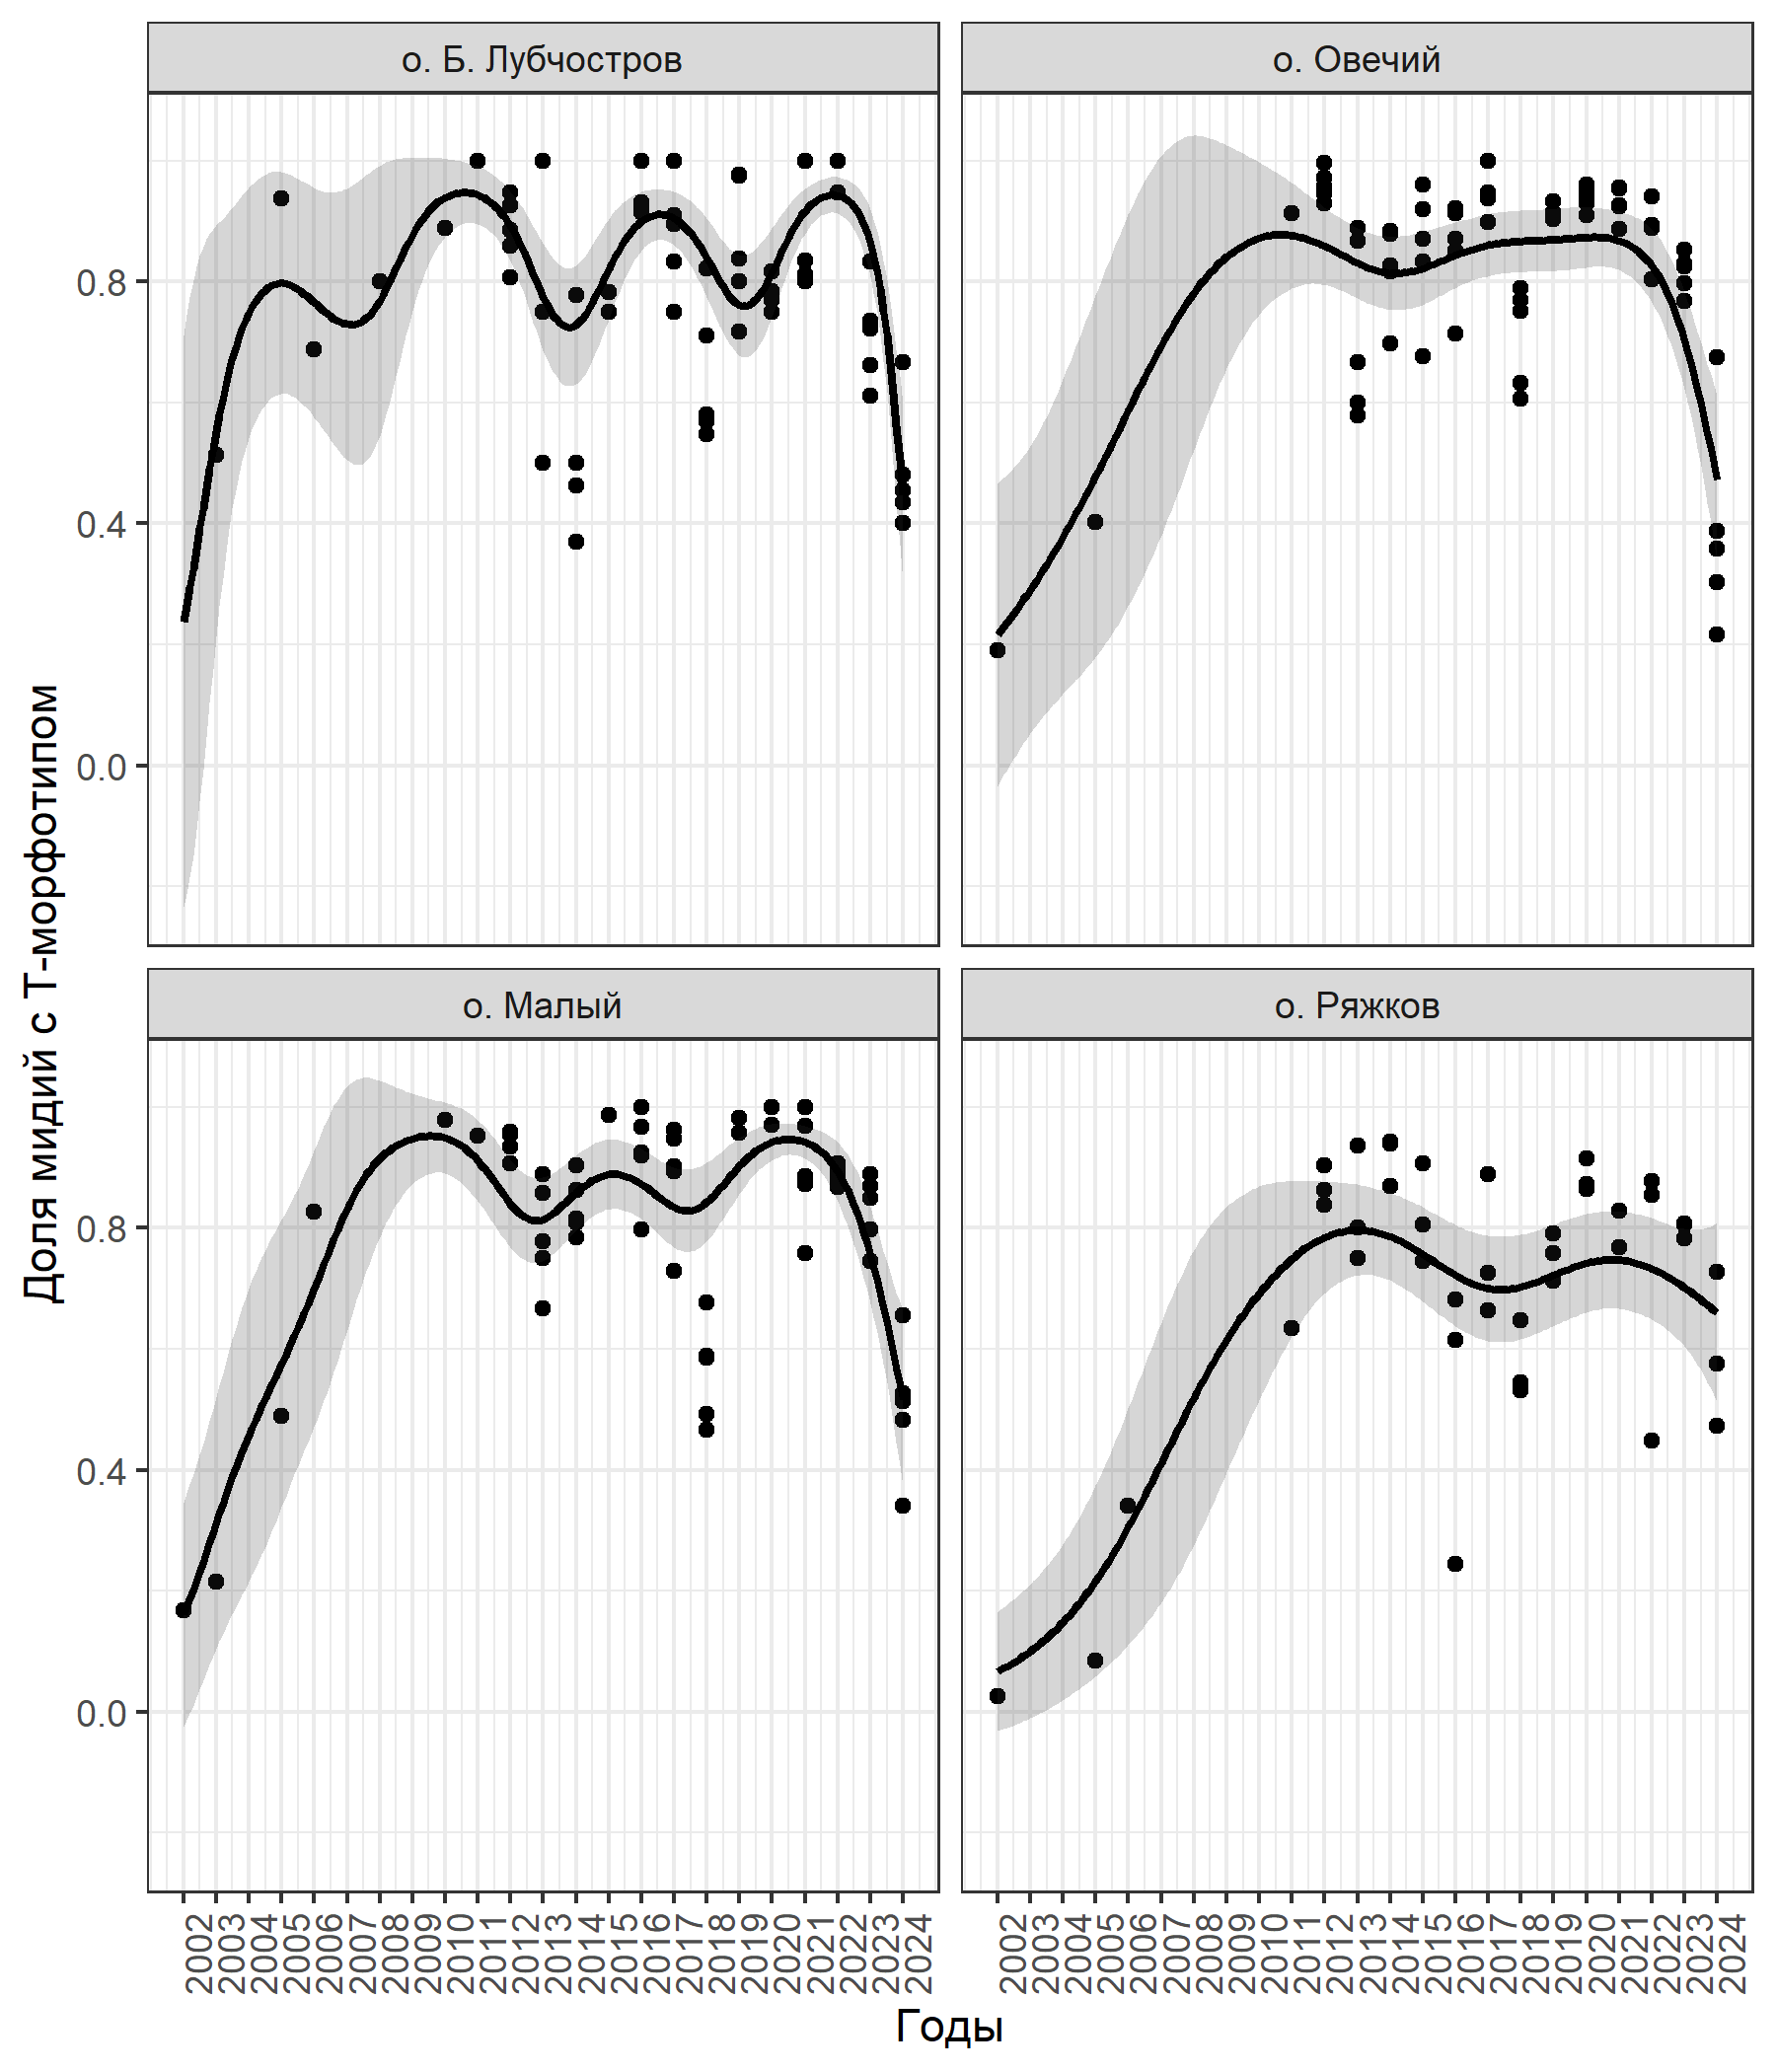 о. Б. Лубчостров
о. Овечий
0.8
0.4
0.0
о. Малый
о. Ряжков
0.8
0.4
0.0
Доля мидий с Т-морфотипом
2002 2003 2004 2005 2006 2007 2008 2009 2010 2011 2012 2013 2014 2015 2016 2017 2018 2019 2020 2021 2022 2023 2024
2002 2003 2004 2005 2006 2007 2008 2009 2010 2011 2012 2013 2014 2015 2016 2017 2018 2019 2020 2021 2022 2023 2024
Годы